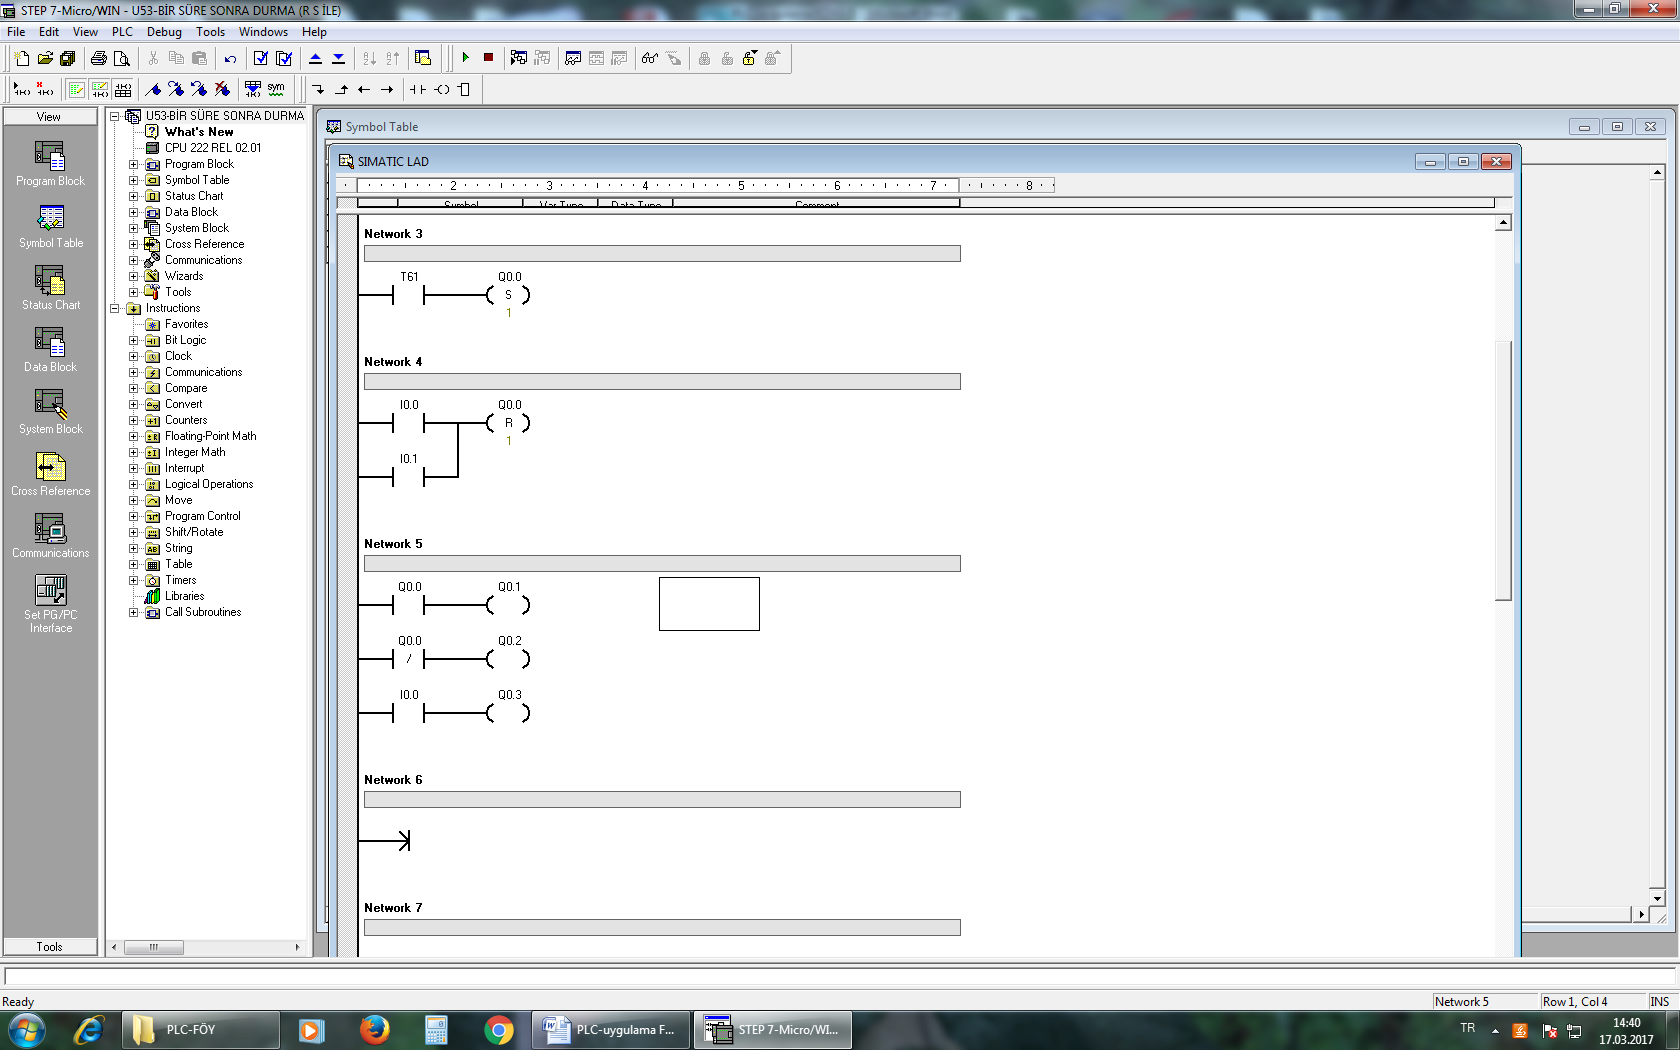 STEP 7-Micro/WIN - U53-BİR SÜRE SONRA DURMA (R S İLE)
File Edit View PLC Debug Tools Windows Help
sym
View
Program Block
Symbol Table
Status Chart
Data Block
System Block
Cross Reference
Communications
Set PG/PC
Interface
Tools
U53-BİR SÜRE SONRA DURMA
What's New
CPU 222 REL 02.01
Program Block
Symbol Table
Status Chart
Data Block
System Block
Cross Reference
Communications
Wizards
Tools
Instructions
Favorites
Bit Logic
Clock
Communications
Compare
Convert
Counters
Floating-Point Math
Integer Math
Interrupt
Logical Operations
Move
Program Control
Shift/Rotate
String
Table
Timers
Libraries
Call Subroutines
Symbol Table
SIMATIC LAD
2 3 4 5 6 7 8
Symbol Var Type Data Type Comment
Network 3
T61 Q0.0
S
1
Network 4
I0.0 Q0.0
R
1
I0.1
Network 5
Q0.0 Q0.1
Q0.0 Q0.2
/
I0.0 Q0.3
Network 6
Network 7
Ready
Network 5 Row 1, Col 4 INS
PLC-FÖY
PLC-uygulama F...
STEP 7-Micro/WI...
TR
14:40
17.03.2017